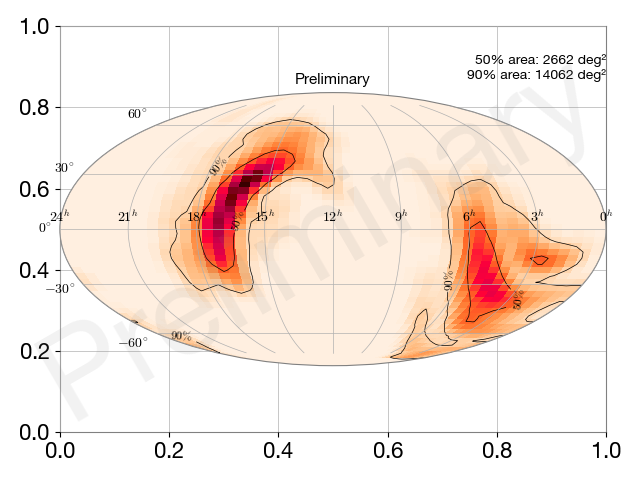 1.0
50% area: 2662 deg²
90% area: 14062 deg²
Preliminary
0.8
60°
30°
90%
0.6
24ʰ 21ʰ 18ʰ 15ʰ 12ʰ 9ʰ 6ʰ 3ʰ 0ʰ
50%
0°
0.4
90%
−30°
50%
90%
−60°
0.2
0.0
0.0 0.2 0.4 0.6 0.8 1.0
Preliminary